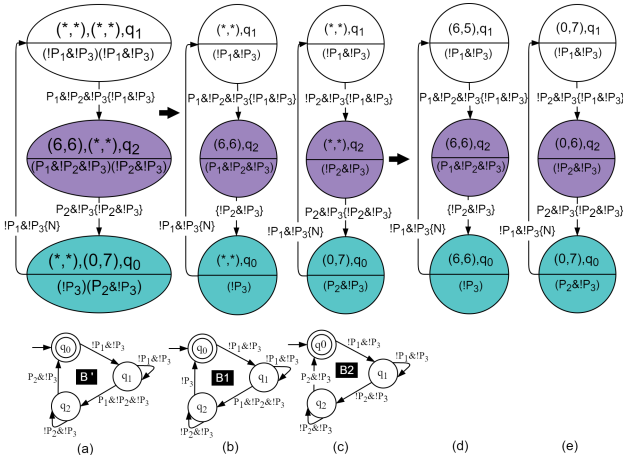 (*,*),(*,*),q1
(!P1&!P3)(!P1&!P3)
P1&!P2&!P3{!P1&!P3}
(6,6),(*,*),q2
(P1&!P2&!P3)(!P2&!P3)
P2&!P3{!P2&!P3}
!P1&!P3{N}
(*,*),(0,7),q0
(!P3)(P2&!P3)
(*,*),q1
(!P1&!P3)
P1&!P2&!P3{!P1&!P3}
(6,6),q2
(P1&!P2&!P3)
{!P2&!P3}
!P1&!P3{N}
(*,*),q0
(!P3)
(*,*),q1
(!P1&!P3)
!P2&!P3{!P1&!P3}
(*,*),q2
(!P2&!P3)
P2&!P3{!P2&!P3}
!P1&!P3{N}
(0,7),q0
(P2&!P3)
(6,5),q1
(!P1&!P3)
P1&!P2&!P3{!P1&!P3}
(6,6),q2
(P1&!P2&!P3)
{!P2&!P3}
!P1&!P3{N}
(6,6),q0
(!P3)
(0,7),q1
(!P1&!P3)
!P2&!P3{!P1&!P3}
(0,6),q2
(!P2&!P3)
P2&!P3{!P2&!P3}
!P1&!P3{N}
(0,7),q0
(P2&!P3)
q0
!P1&!P3
!P1&!P3
B'
q1
P2&!P3
P1&!P2&!P3
q2
!P2&!P3
q0
!P1&!P3
!P1&!P3
B1
q1
!P3
P1&!P2&!P3
q2
!P2&!P3
q0
!P1&!P3
!P1&!P3
B2
q1
P2&!P3
!P2&!P3
q2
!P2&!P3
(a)
(b)
(c)
(d)
(e)